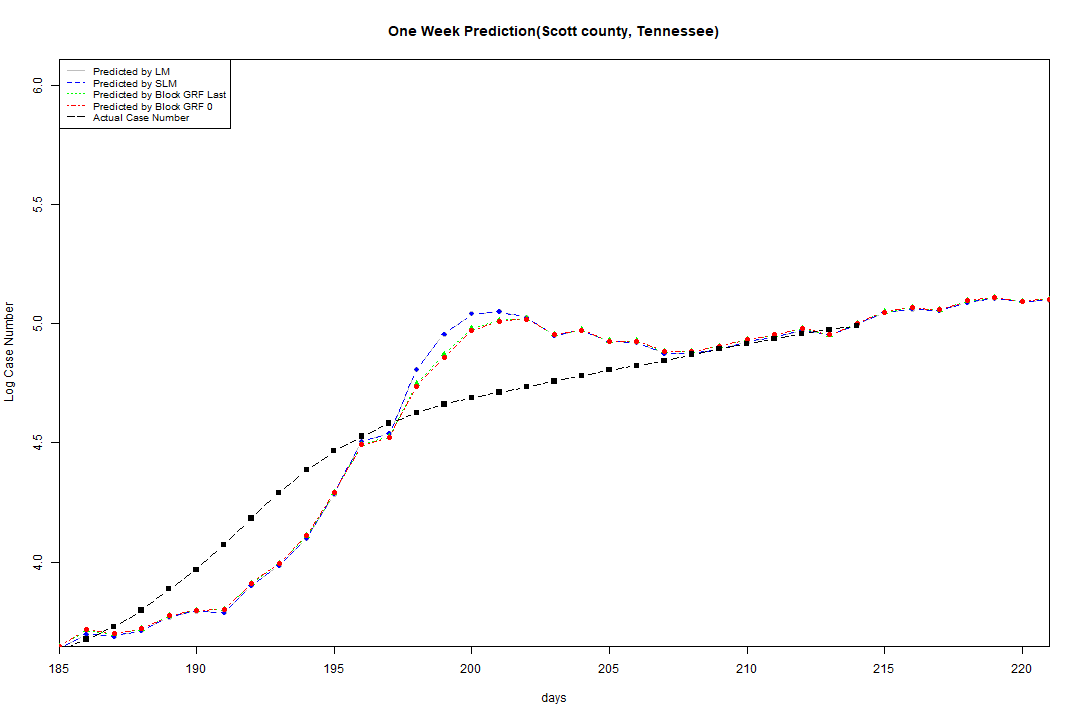 One Week Prediction(Scott county, Tennessee)
Predicted by LM
Predicted by SLM
Predicted by Block GRF Last
Predicted by Block GRF 0
Actual Case Number
6.0
5.5
5.0
4.5
4.0
Log Case Number
185 190 195 200 205 210 215 220
days